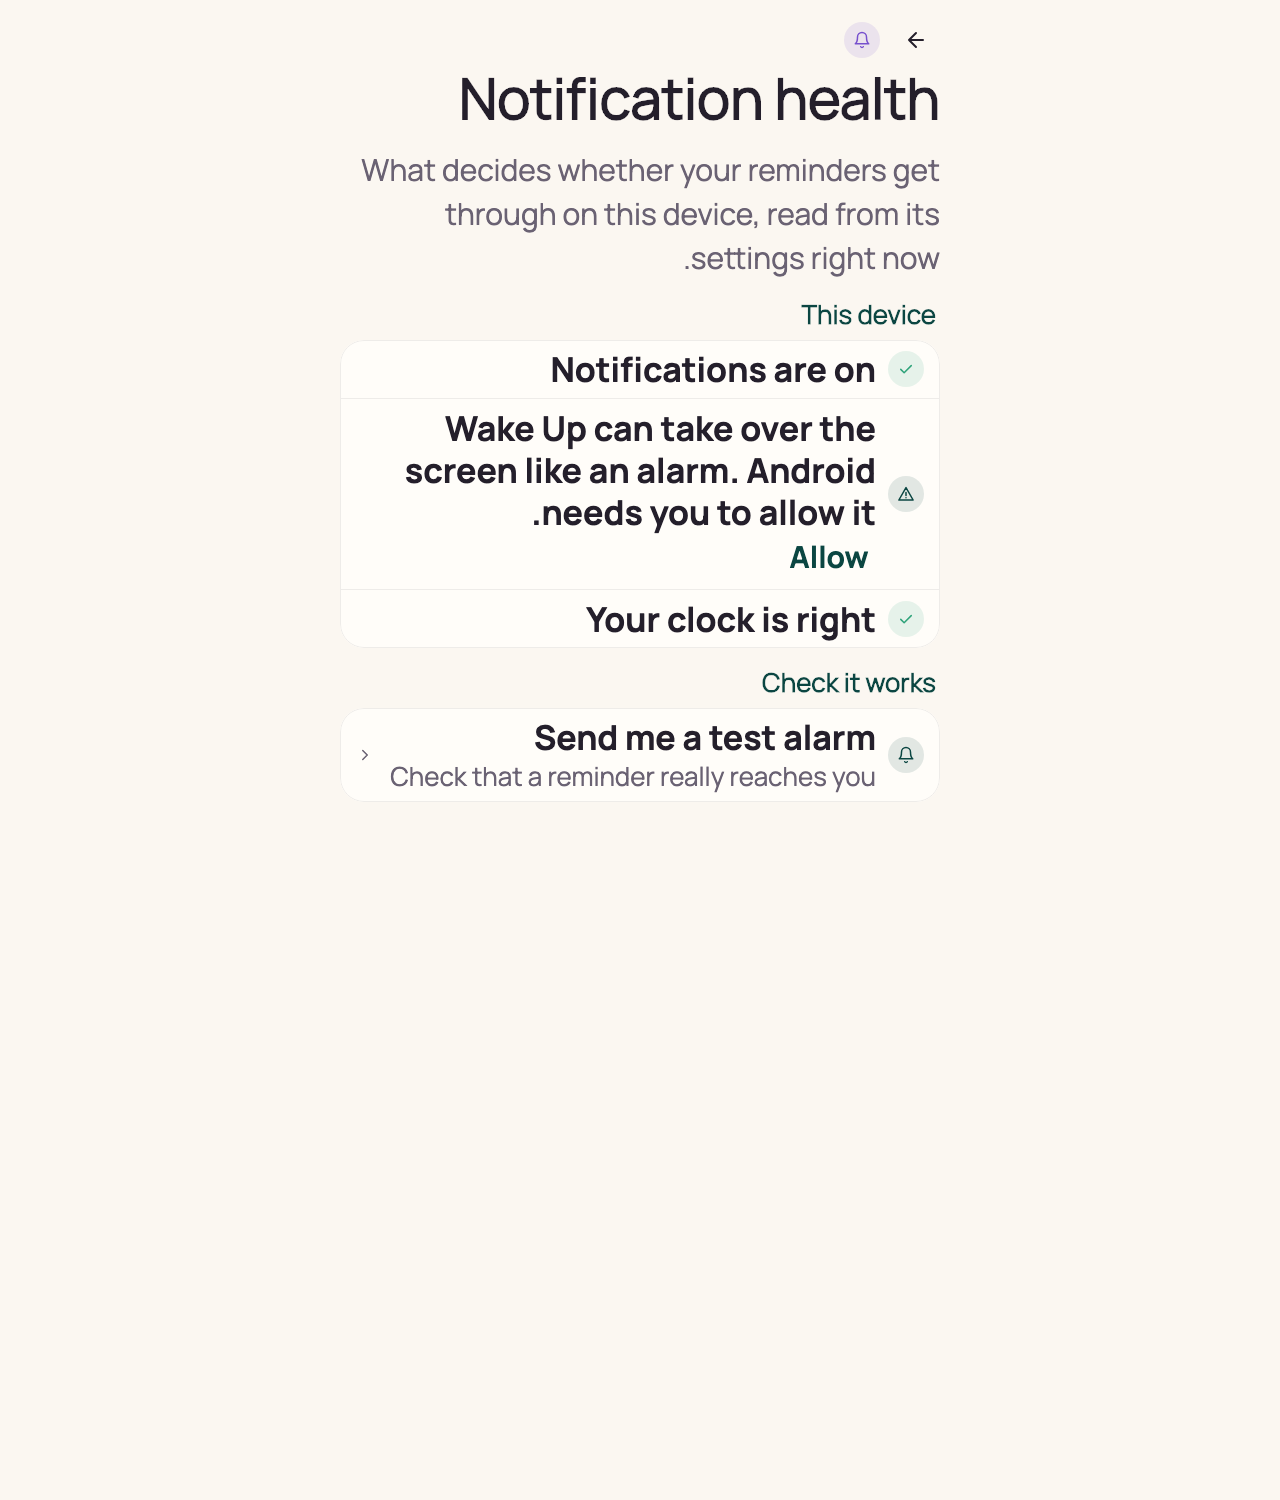 Notification health
What decides whether your reminders get
through on this device, read from its
.settings right now
This device
Notifications are on
Wake Up can take over the
screen like an alarm. Android
.needs you to allow it
Allow
Your clock is right
Check it works
Send me a test alarm
Check that a reminder really reaches you